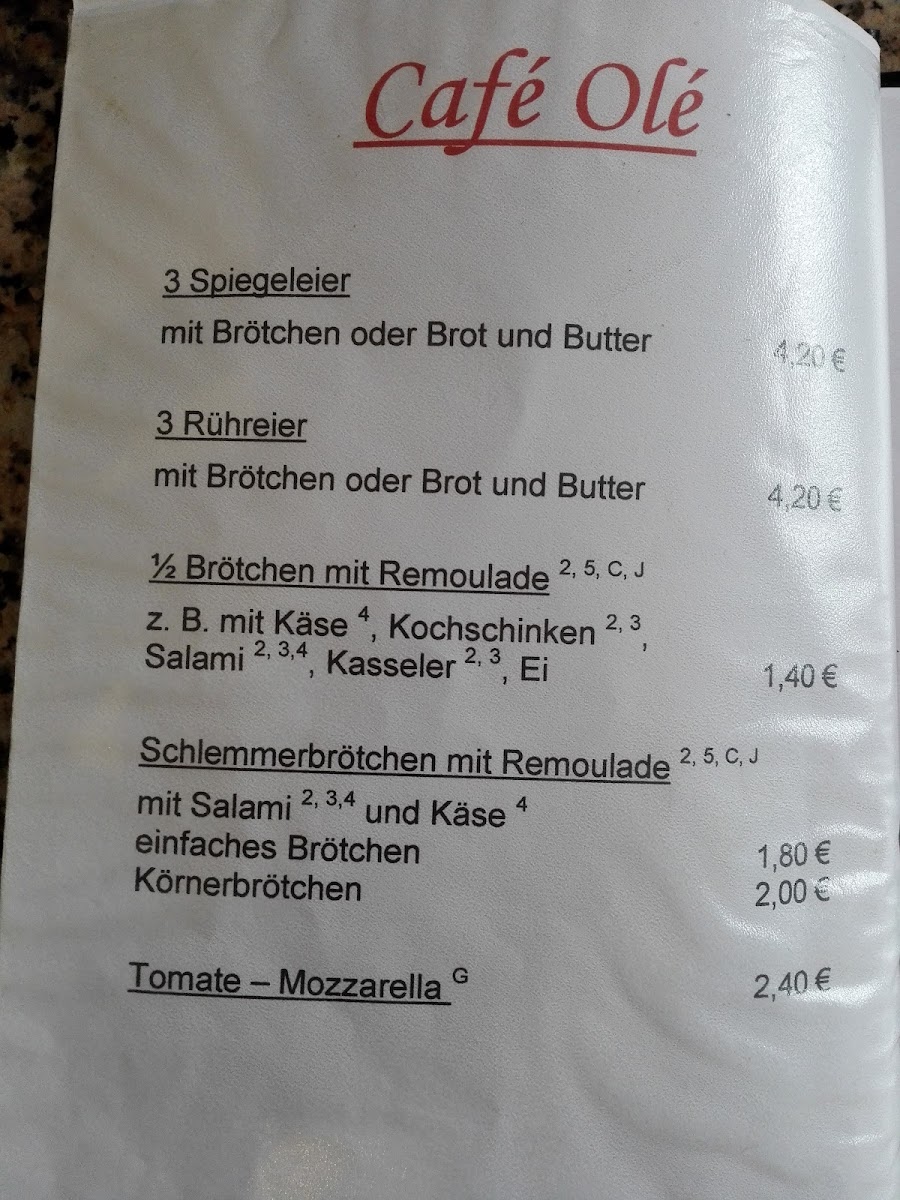 Café Olé
3 Spiegeleier
mit Brötchen oder Brot und Butter 4,20 €
3 Rühreier
mit Brötchen oder Brot und Butter 4,20 €
½ Brötchen mit Remoulade 2, 5, C, J
z. B. mit Käse 4, Kochschinken 2, 3,
Salami 2, 3,4, Kasseler 2, 3, Ei 1,40 €
Schlemmerbrötchen mit Remoulade 2, 5, C, J
mit Salami 2, 3,4 und Käse 4
einfaches Brötchen 1,80 €
Körnerbrötchen 2,00 €
Tomate – Mozzarella G 2,40 €